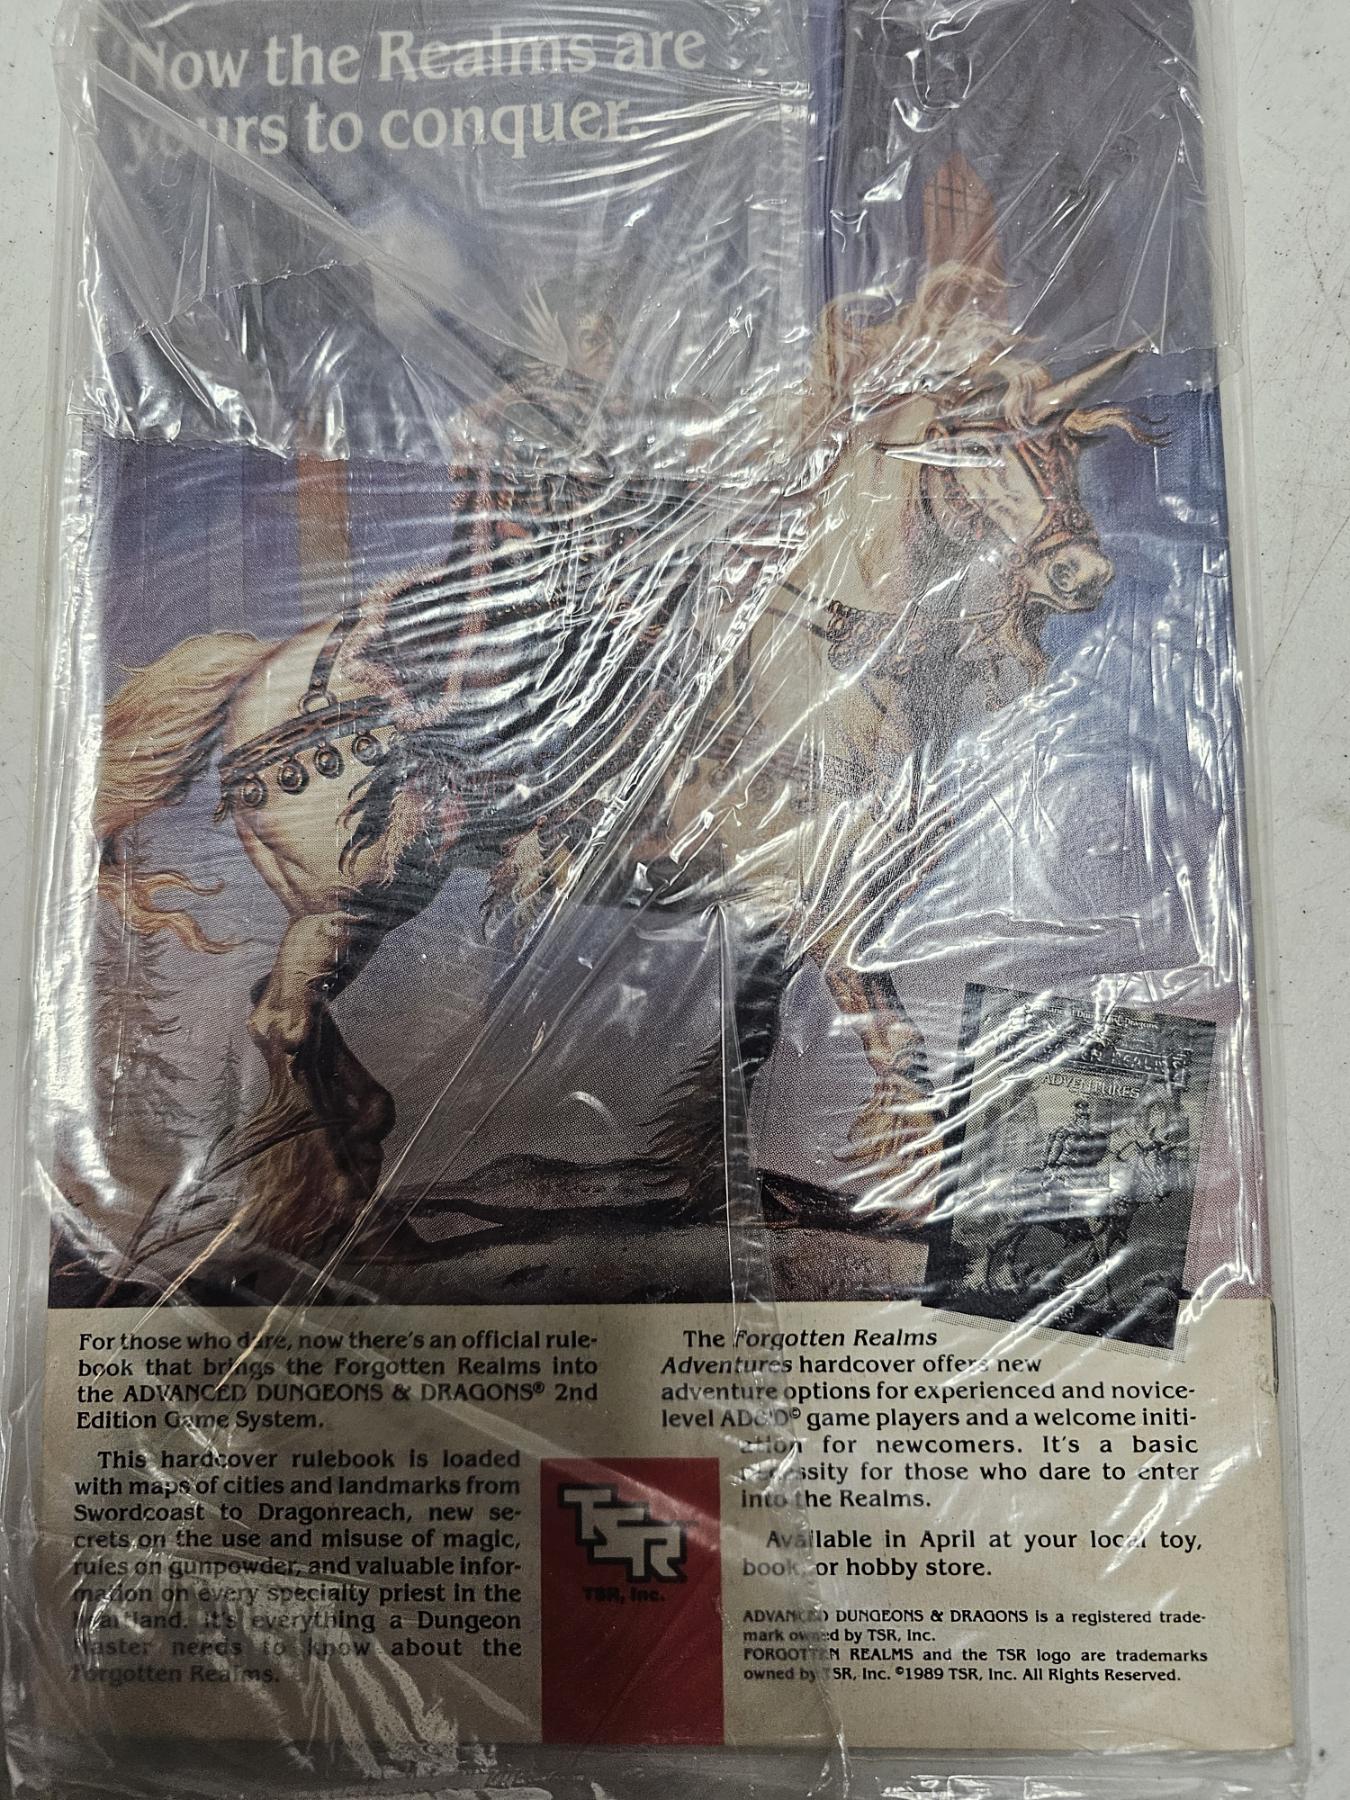 Now the Realms are
yours to conquer.
ADVENTURES
For those who dare, now there's an official rule-
book that brings the Forgotten Realms into
the ADVANCED DUNGEONS & DRAGONS® 2nd
Edition Game System.
This hardcover rulebook is loaded
with maps of cities and landmarks from
Swordcoast to Dragonreach, new se-
crets on the use and misuse of magic,
rules on gunpowder, and valuable infor-
mation on every specialty priest in the
heartland. It's everything a Dungeon
Master needs to know about the
Forgotten Realms.
TSR
TSR, Inc.
The Forgotten Realms
Adventures hardcover offers new
adventure options for experienced and novice-
level AD&D© game players and a welcome initi-
ation for newcomers. It's a basic
necessity for those who dare to enter
into the Realms.
Available in April at your local toy,
book, or hobby store.
ADVANCED DUNGEONS & DRAGONS is a registered trade-
mark owned by TSR, Inc.
FORGOTTEN REALMS and the TSR logo are trademarks
owned by TSR, Inc. ©1989 TSR, Inc. All Rights Reserved.